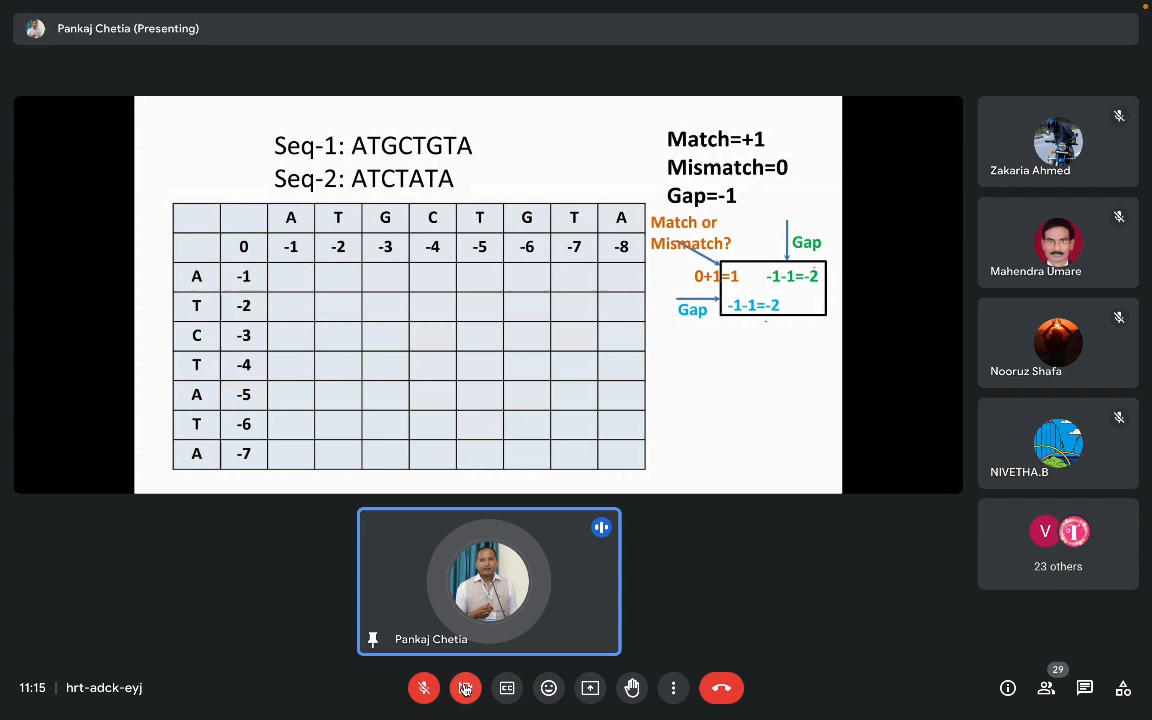 Pankaj Chetia (Presenting)
Seq-1: ATGCTGTA
Seq-2: ATCTATA
Match=+1
Mismatch=0
Gap=-1
Match or
Mismatch?
Gap
0+1=1
-1-1=-2
Gap
-1-1=-2
A T G C T G T A
0 -1 -2 -3 -4 -5 -6 -7 -8
A -1
T -2
C -3
T -4
A -5
T -6
A -7
Zakaria Ahmed
Mahendra Umare
Nooruz Shafa
NIVETHA.B
V
T
23 others
Pankaj Chetia
11:15 | hrt-adck-eyj
CC
29